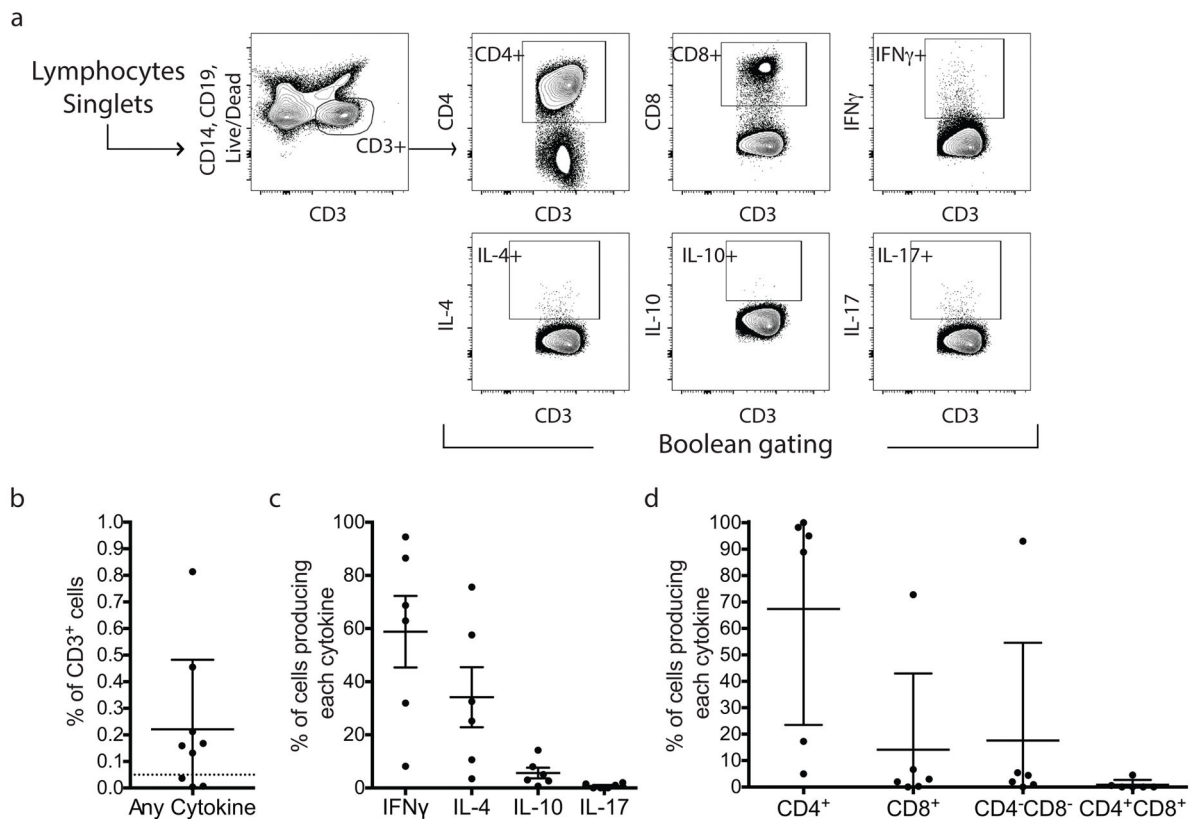 a
Lymphocytes
Singlets
CD14, CD19,
Live/Dead
CD3+
CD3
CD4+
CD4
CD3
CD8+
CD8
CD3
IFNγ+
IFNγ
CD3
IL-4+
IL-4
CD3
IL-10+
IL-10
CD3
IL-17+
IL-17
CD3
Boolean gating
b
% of CD3⁺ cells
1.0
0.9
0.8
0.7
0.6
0.5
0.4
0.3
0.2
0.1
0.0
Any Cytokine
c
% of cells producing
each cytokine
100
80
60
40
20
0
IFNγ IL-4 IL-10 IL-17
d
% of cells producing
each cytokine
100
90
80
70
60
50
40
30
20
10
0
CD4⁺ CD8⁺ CD4⁻CD8⁻ CD4⁺CD8⁺